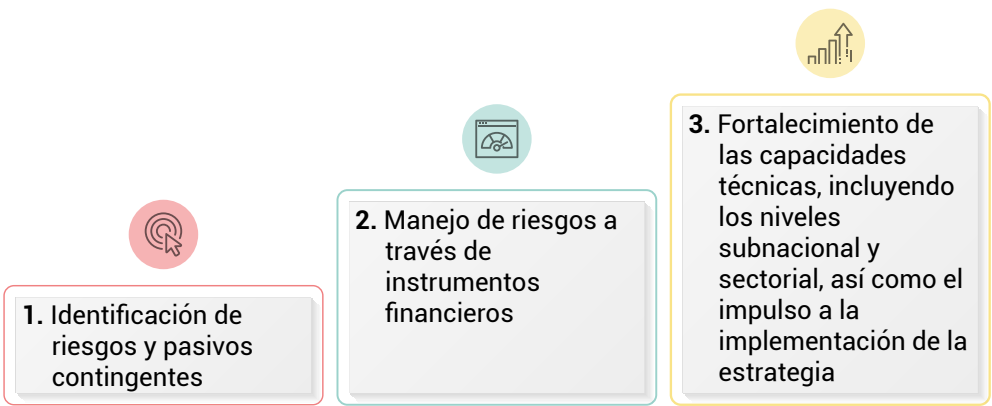 1. Identificación de
riesgos y pasivos
contingentes
2. Manejo de riesgos a
través de
instrumentos
financieros
3. Fortalecimiento de
las capacidades
técnicas, incluyendo
los niveles
subnacional y
sectorial, así como el
impulso a la
implementación de la
estrategia